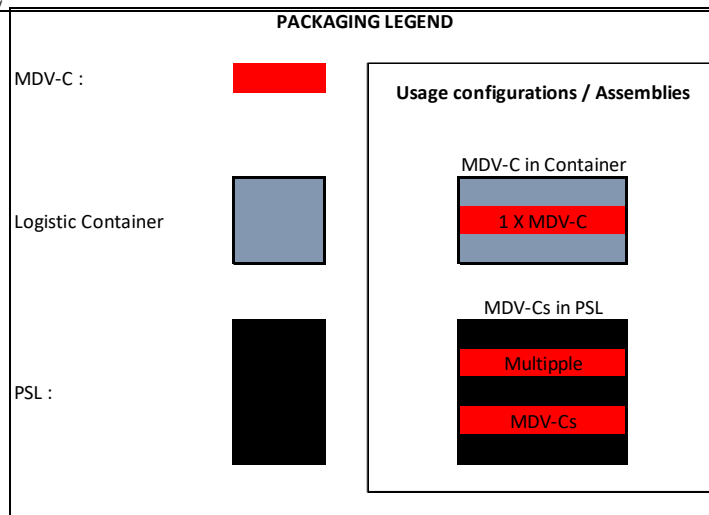 PACKAGING LEGEND
MDV-C :
Usage configurations / Assemblies
MDV-C in Container
Logistic Container
1 X MDV-C
MDV-Cs in PSL
Multipple
PSL :
MDV-Cs